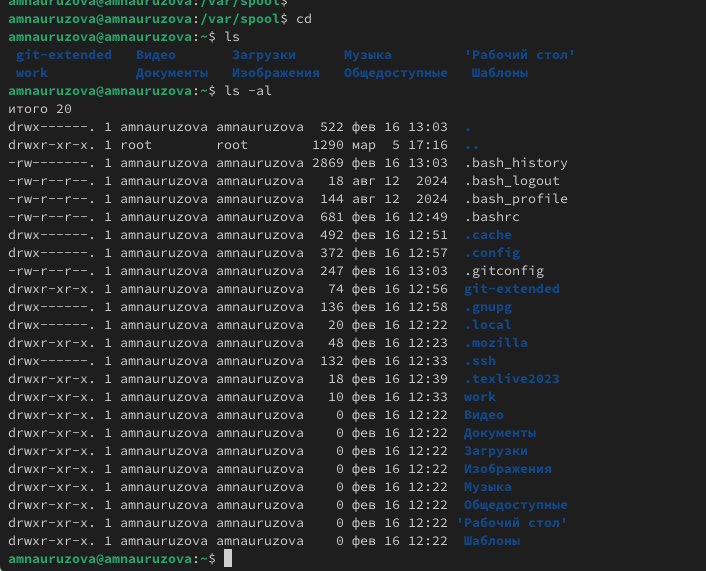 amnauruzova@amnauruzova:/var/spool$
amnauruzova@amnauruzova:/var/spool$ cd
amnauruzova@amnauruzova:~$ ls
git-extended Видео Загрузки Музыка 'Рабочий стол'
work Документы Изображения Общедоступные Шаблоны
amnauruzova@amnauruzova:~$ ls -al
итого 20
drwx------. 1 amnauruzova amnauruzova 522 фев 16 13:03 .
drwxr-xr-x. 1 root root 1290 мар 5 17:16 ..
-rw-------. 1 amnauruzova amnauruzova 2869 фев 16 13:03 .bash_history
-rw-r--r--. 1 amnauruzova amnauruzova 18 авг 12 2024 .bash_logout
-rw-r--r--. 1 amnauruzova amnauruzova 144 авг 12 2024 .bash_profile
-rw-r--r--. 1 amnauruzova amnauruzova 681 фев 16 12:49 .bashrc
drwx------. 1 amnauruzova amnauruzova 492 фев 16 12:51 .cache
drwx------. 1 amnauruzova amnauruzova 372 фев 16 12:57 .config
-rw-r--r--. 1 amnauruzova amnauruzova 247 фев 16 13:03 .gitconfig
drwxr-xr-x. 1 amnauruzova amnauruzova 74 фев 16 12:56 git-extended
drwx------. 1 amnauruzova amnauruzova 136 фев 16 12:58 .gnupg
drwx------. 1 amnauruzova amnauruzova 20 фев 16 12:22 .local
drwxr-xr-x. 1 amnauruzova amnauruzova 48 фев 16 12:23 .mozilla
drwx------. 1 amnauruzova amnauruzova 132 фев 16 12:33 .ssh
drwxr-xr-x. 1 amnauruzova amnauruzova 18 фев 16 12:39 .texlive2023
drwxr-xr-x. 1 amnauruzova amnauruzova 10 фев 16 12:33 work
drwxr-xr-x. 1 amnauruzova amnauruzova 0 фев 16 12:22 Видео
drwxr-xr-x. 1 amnauruzova amnauruzova 0 фев 16 12:22 Документы
drwxr-xr-x. 1 amnauruzova amnauruzova 0 фев 16 12:22 Загрузки
drwxr-xr-x. 1 amnauruzova amnauruzova 0 фев 16 12:22 Изображения
drwxr-xr-x. 1 amnauruzova amnauruzova 0 фев 16 12:22 Музыка
drwxr-xr-x. 1 amnauruzova amnauruzova 0 фев 16 12:22 Общедоступные
drwxr-xr-x. 1 amnauruzova amnauruzova 0 фев 16 12:22 'Рабочий стол'
drwxr-xr-x. 1 amnauruzova amnauruzova 0 фев 16 12:22 Шаблоны
amnauruzova@amnauruzova:~$